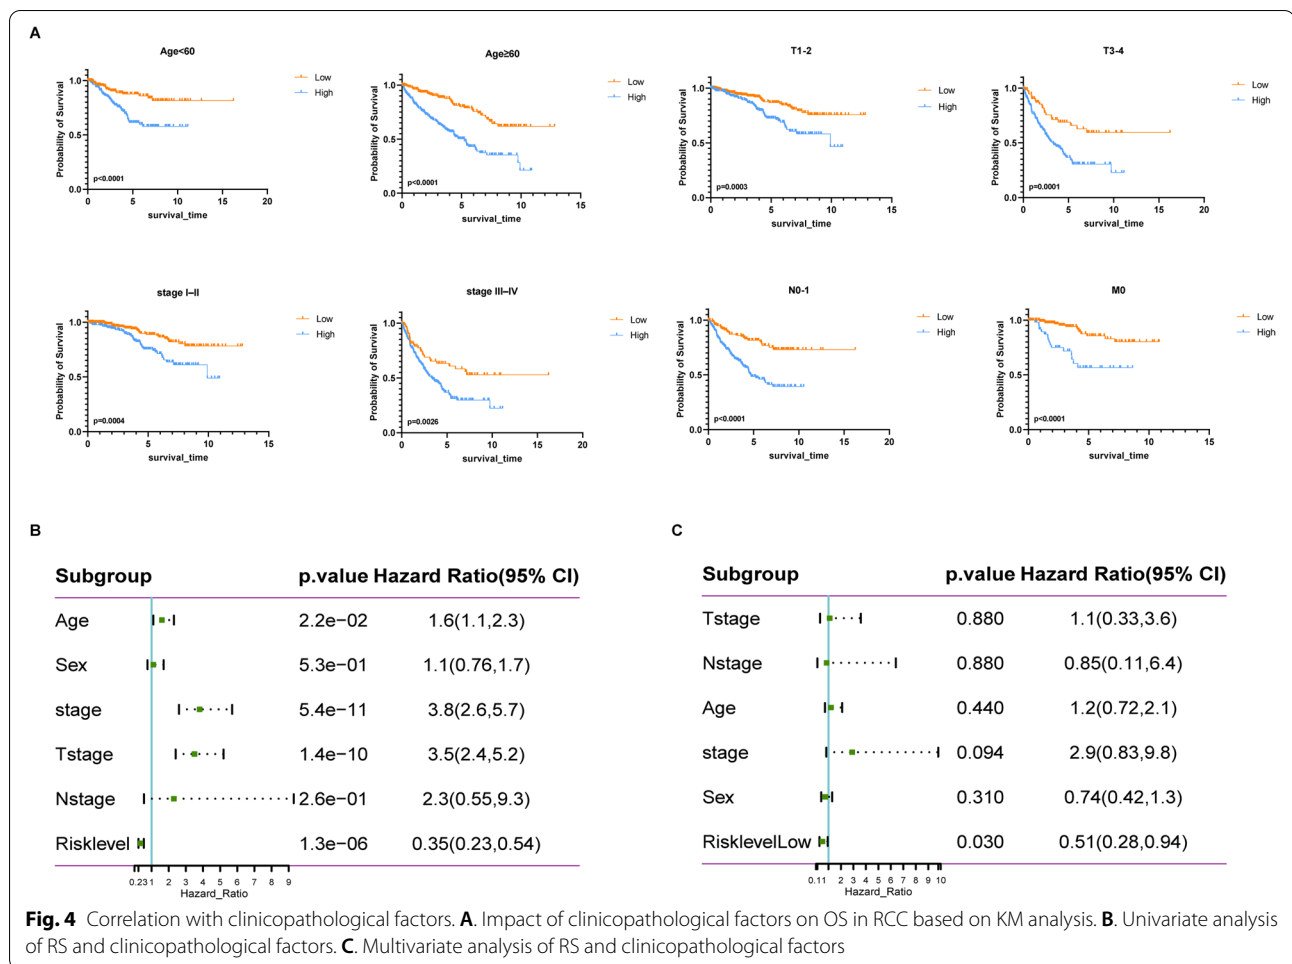 A
Age<60
Probability of Survival
1.0
0.5
0.0
p<0.0001
0 5 10 15 20
survival_time
Low
High
Age≥60
Probability of Survival
1.0
0.5
0.0
p<0.0001
0 5 10 15
survival_time
Low
High
T1-2
Probability of Survival
1.0
0.5
0.0
p=0.0003
0 5 10 15
survival_time
Low
High
T3-4
Probability of Survival
1.0
0.5
0.0
p=0.0001
0 5 10 15 20
survival_time
Low
High
stage I–II
Probability of Survival
1.0
0.5
0.0
p=0.0004
0 5 10 15
survival_time
Low
High
stage III–IV
Probability of Survival
1.0
0.5
0.0
p=0.0026
0 5 10 15 20
survival_time
Low
High
N0-1
Probability of Survival
1.0
0.5
0.0
p<0.0001
0 5 10 15 20
survival_time
Low
High
M0
Probability of Survival
1.0
0.5
0.0
p<0.0001
0 5 10 15
survival_time
Low
High
B
Subgroup p.value Hazard Ratio(95% CI)
Age 2.2e−02 1.6(1.1,2.3)
Sex 5.3e−01 1.1(0.76,1.7)
stage 5.4e−11 3.8(2.6,5.7)
Tstage 1.4e−10 3.5(2.4,5.2)
Nstage 2.6e−01 2.3(0.55,9.3)
Risklevel 1.3e−06 0.35(0.23,0.54)
0.231 2 3 4 5 6 7 8 9
Hazard_Ratio
C
Subgroup p.value Hazard Ratio(95% CI)
Tstage 0.880 1.1(0.33,3.6)
Nstage 0.880 0.85(0.11,6.4)
Age 0.440 1.2(0.72,2.1)
stage 0.094 2.9(0.83,9.8)
Sex 0.310 0.74(0.42,1.3)
RisklevelLow 0.030 0.51(0.28,0.94)
0.111 2 3 4 5 6 7 8 9 10
Hazard_Ratio
Fig. 4 Correlation with clinicopathological factors. A. Impact of clinicopathological factors on OS in RCC based on KM analysis. B. Univariate analysis
of RS and clinicopathological factors. C. Multivariate analysis of RS and clinicopathological factors